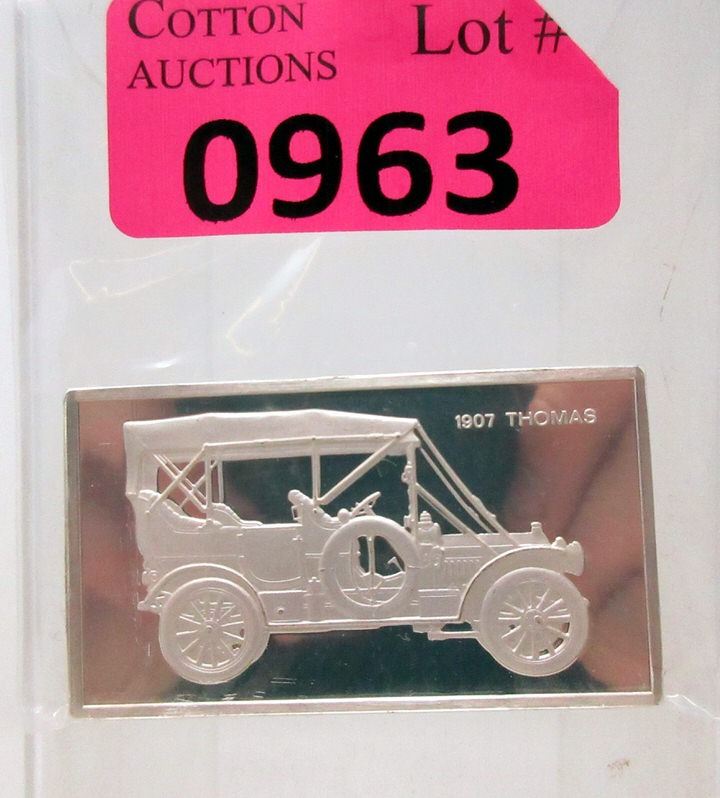 COTTON
AUCTIONS
Lot #
0963
1907 THOMAS